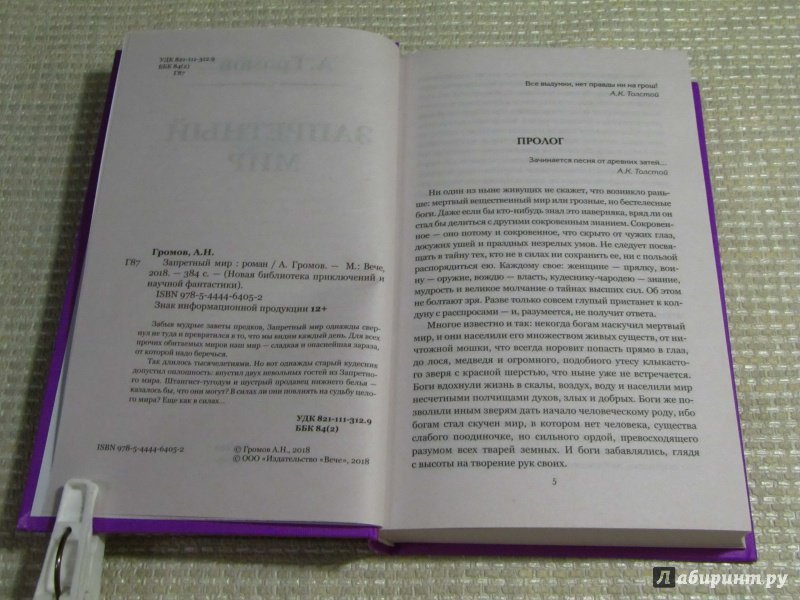 УДК 821-111-312.9
ББК 84(2)
Г87
А. Громов
ЗАПРЕТНЫЙ
МИР
Громов, А.Н.
Г87 Запретный мир : роман / А. Громов. — М.: Вече,
2018. — 384 с. — (Новая библиотека приключений и
научной фантастики).
ISBN 978-5-4444-6405-2
Знак информационной продукции 12+
Забыв мудрые заветы предков, Запретный мир однажды свер-
нул не туда и превратился в то, что мы видим каждый день. Для всех
прочих обитаемых миров наш мир — сладкая и опаснейшая зараза,
от которой надо беречься.
Так длилось тысячелетиями. Но вот однажды старый кудесник
допустил оплошность и впустил двух невольных гостей из Запретно-
го мира. Штангист-тугодум и шустрый продавец нижнего белья —
казалось бы, что они могут? В силах ли они повлиять на судьбу цело-
го мира? Еще как в силах...
УДК 821-111-312.9
ББК 84(2)
ISBN 978-5-4444-6405-2
© Громов А.Н., 2018
© ООО «Издательство «Вече», 2018
Все выдумки, нет правды ни на грош!
А.К. Толстой
ПРОЛОГ
Зачинается песня от древних затей...
А.К. Толстой
Ни один из ныне живущих не скажет, что возникло рань-
ше: мертвый вещественный мир или грозные, но бестелесные
боги. Даже если бы кто-нибудь знал это наверняка, вряд ли он
стал бы делиться с другими сокровенным знанием. Сокровен-
ное — оно потому и сокровенное, что скрыто от чужих глаз,
досужих ушей и праздных незрелых умов. Не следует посвя-
щать в тайну тех, кто не в силах ни сохранить ее, ни с пользой
распорядиться ею. Каждому свое: женщине — прялку, вои-
ну — оружие, вождю — власть, кудеснику-чародею — знание,
мудрость и великое молчание о тайнах высших сил. Об этом
не болтают зря. Разве только совсем глупый пристанет к колду-
ну с расспросами — и, разумеется, не получит ответа.
Многое известно и так: некогда богам наскучил мертвый
мир, и они населили его множеством живых существ, от ни-
чтожной мошки, что всегда норовит попасть прямо в глаз,
до лося, медведя и огромного, подобного утесу клыкасто-
го зверя с красной шерстью, что ныне уже не встречается.
Боги вдохнули жизнь в скалы, воздух, воду и населили мир
несчетными полчищами духов, злых и добрых. Боги же по-
зволили иным зверям дать начало человеческому роду, ибо
богам стал скучен мир, в котором нет человека, существа
слабого поодиночке, но сильного ордой, превосходящего
разумом всех тварей земных. И боги забавлялись, глядя
с высоты на творение рук своих.
5
Лабиринт.ру